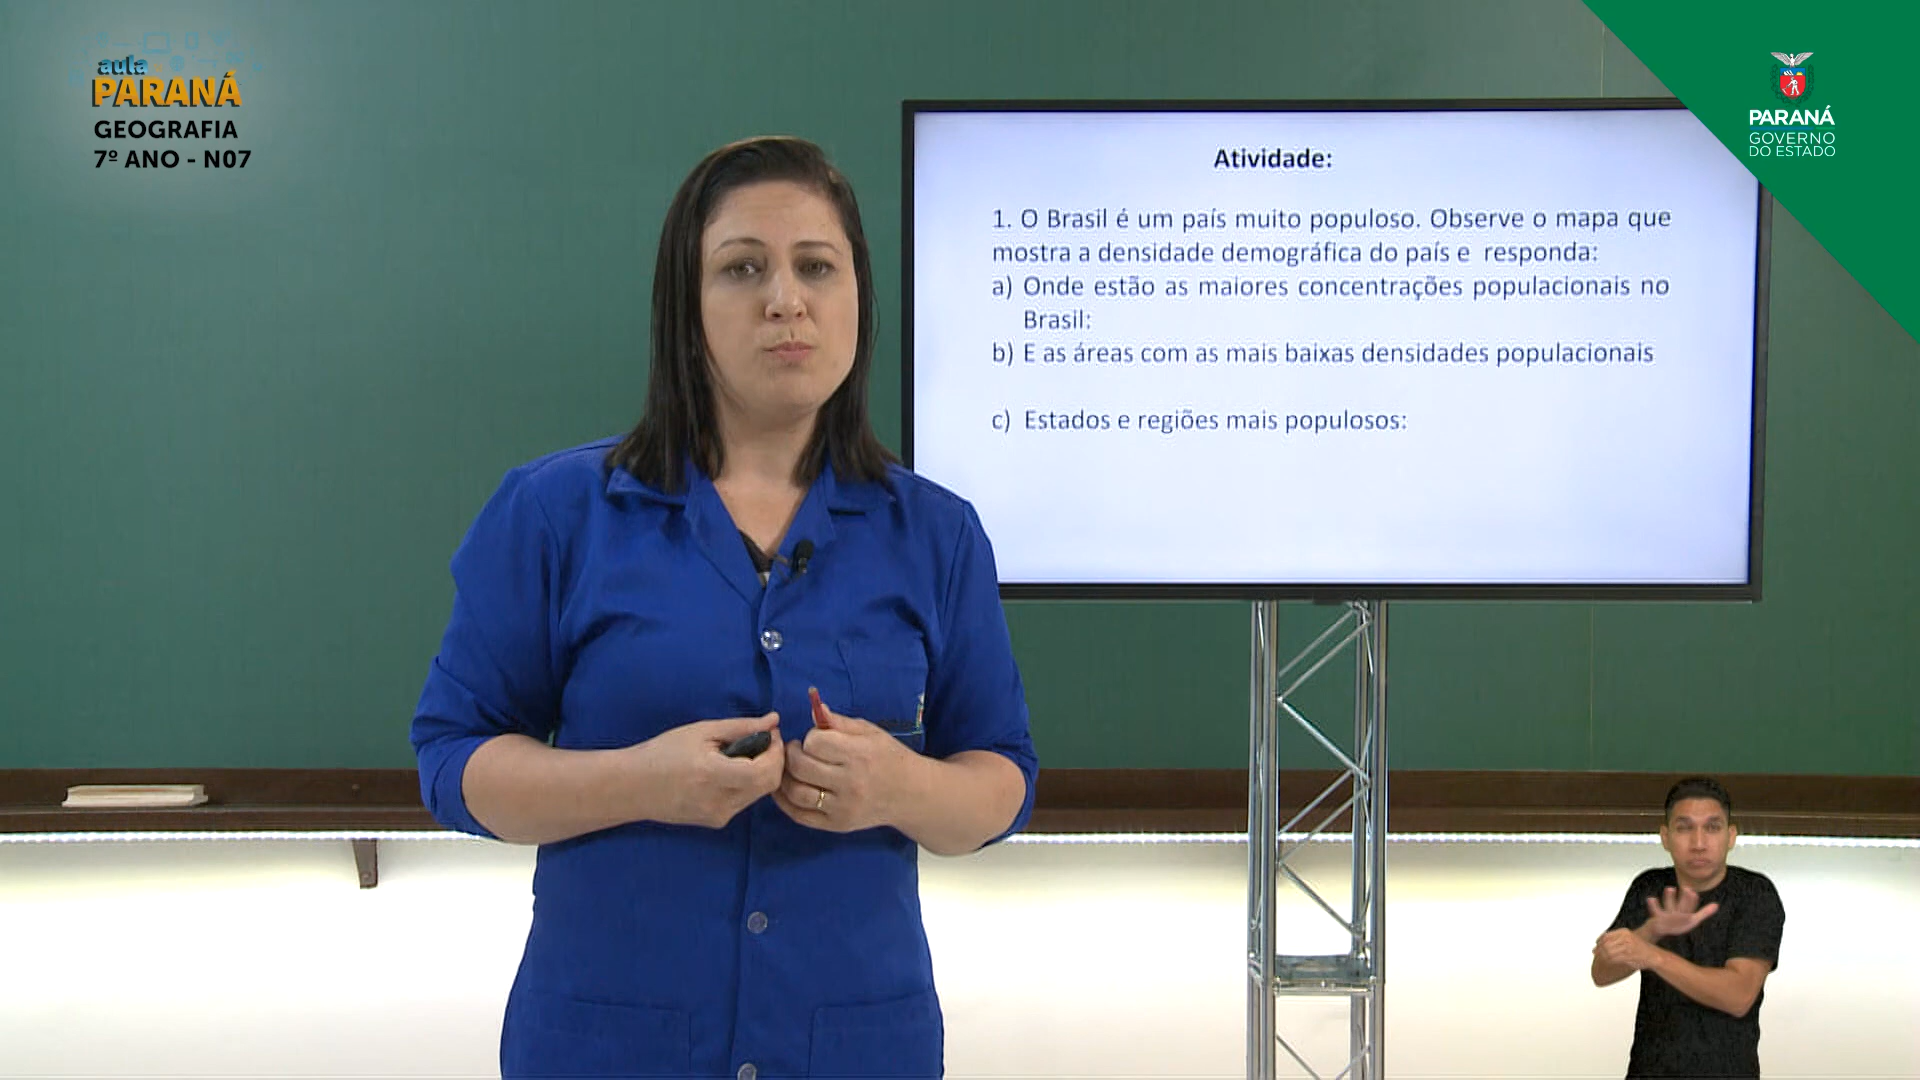 aula
PARANÁ
GEOGRAFIA
7º ANO - N07
PARANÁ
GOVERNO
DO ESTADO
Atividade:
1. O Brasil é um país muito populoso. Observe o mapa que
mostra a densidade demográfica do país e responda:
a) Onde estão as maiores concentrações populacionais no
Brasil:
b) E as áreas com as mais baixas densidades populacionais
c) Estados e regiões mais populosos: